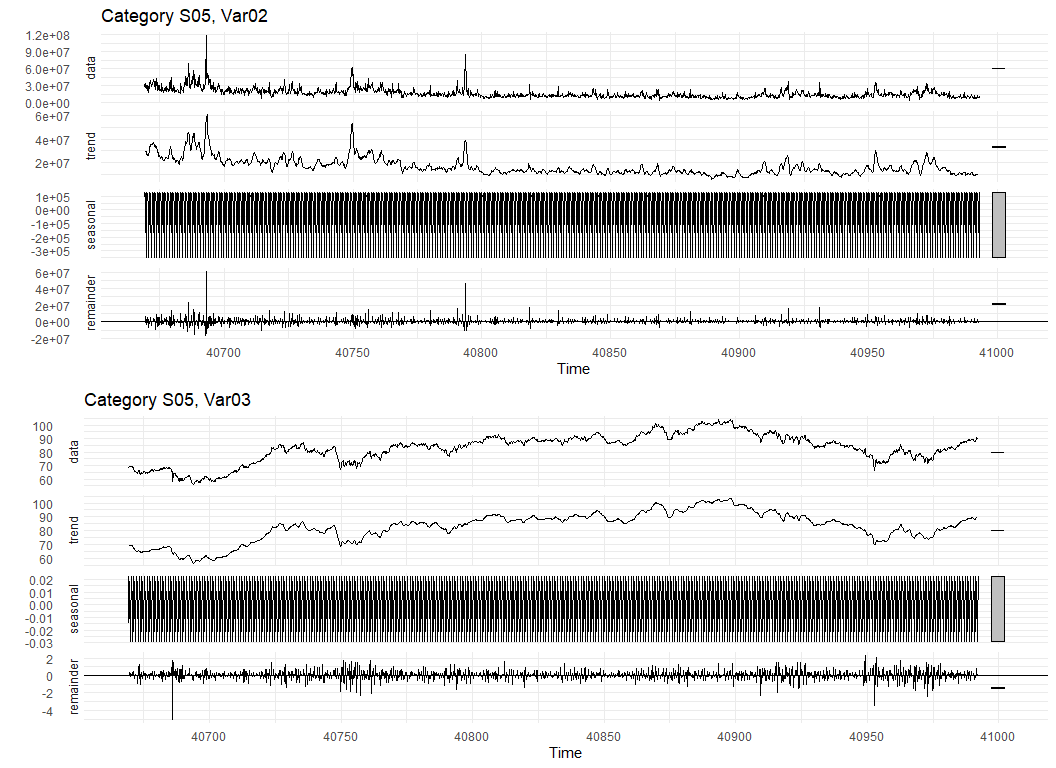 Category S05, Var02
1.2e+08
9.0e+07
6.0e+07
3.0e+07
0.0e+00
data
6e+07
4e+07
2e+07
trend
1e+05
0e+00
-1e+05
-2e+05
-3e+05
seasonal
6e+07
4e+07
2e+07
0e+00
-2e+07
remainder
40700 40750 40800 40850 40900 40950 41000
Time
Category S05, Var03
100
90
80
70
60
data
100
90
80
70
60
trend
0.02
0.01
0.00
-0.01
-0.02
-0.03
seasonal
2
0
-2
-4
remainder
40700 40750 40800 40850 40900 40950 41000
Time